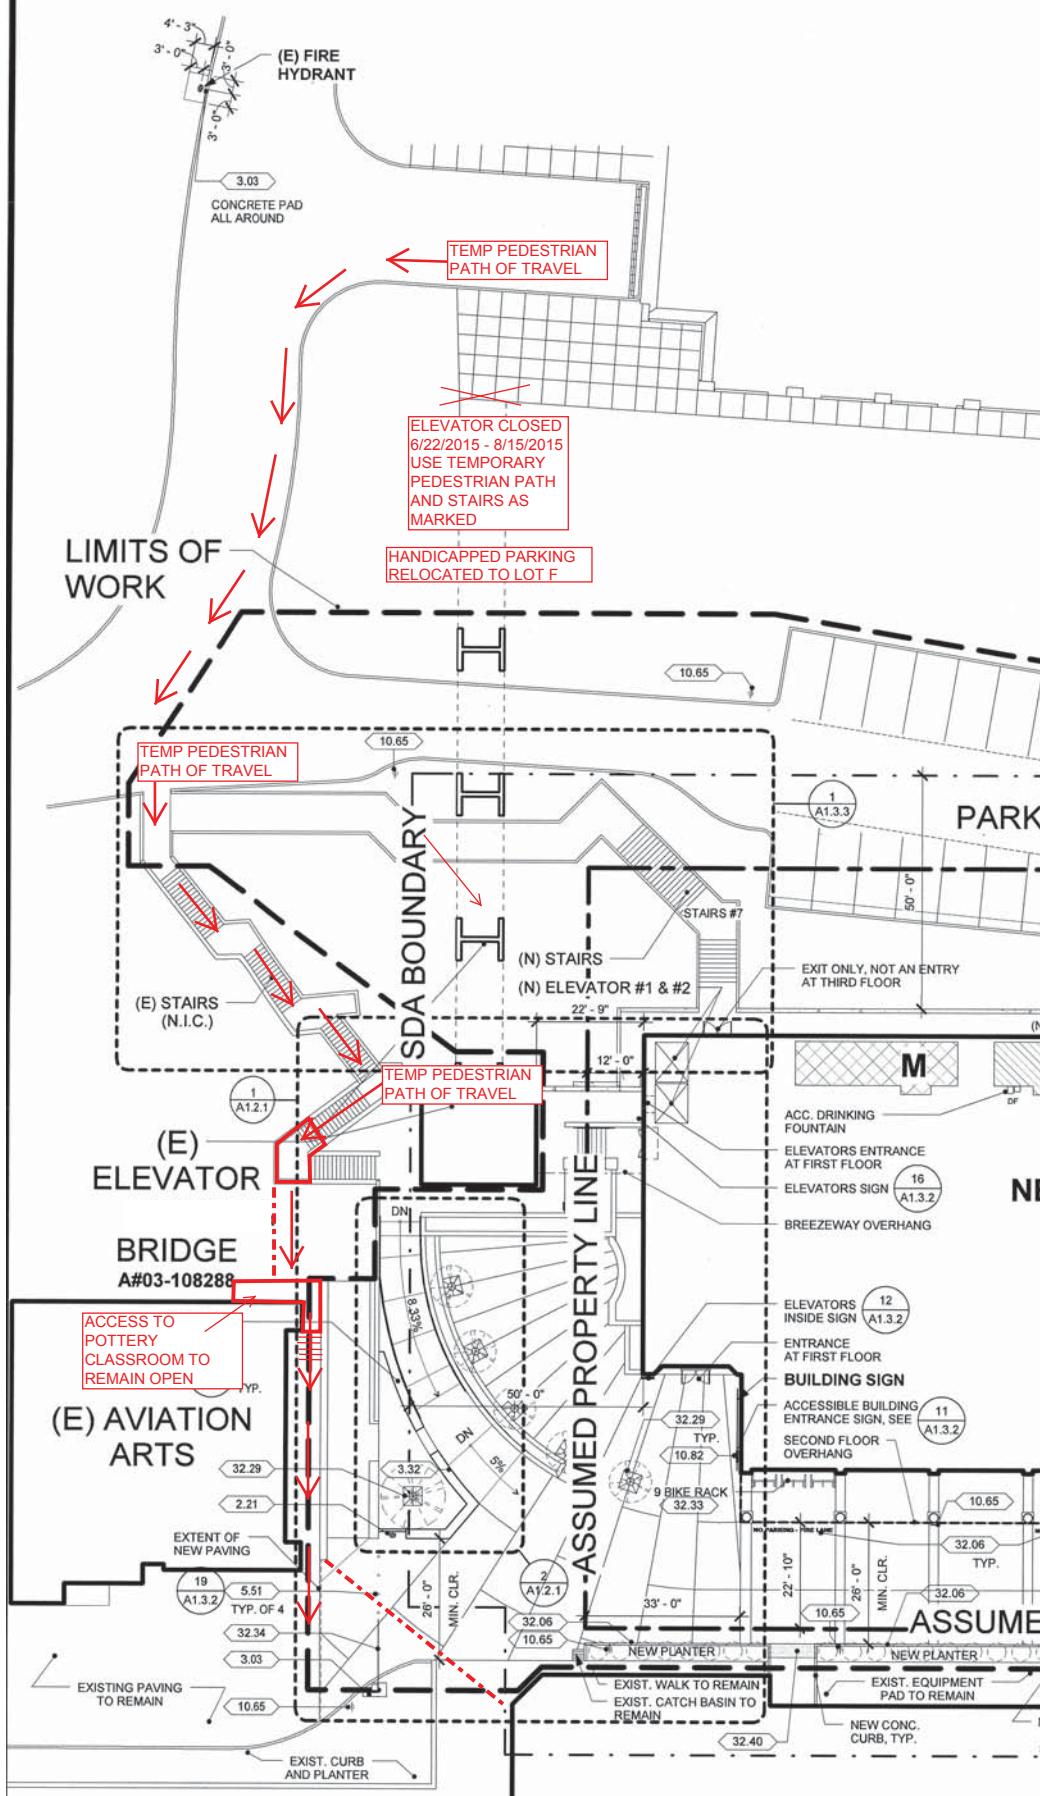 4' - 3"
3' - 0"
3' - 0"
3' - 0"
(E) FIRE
HYDRANT
3.03
CONCRETE PAD
ALL AROUND
TEMP PEDESTRIAN
PATH OF TRAVEL
ELEVATOR CLOSED
6/22/2015 - 8/15/2015
USE TEMPORARY
PEDESTRIAN PATH
AND STAIRS AS
MARKED
HANDICAPPED PARKING
RELOCATED TO LOT F
LIMITS OF
WORK
10.65
TEMP PEDESTRIAN
PATH OF TRAVEL
10.65
1
A1.3.3
PARK
50' - 0"
SDA BOUNDARY
STAIRS #7
(N) STAIRS
(N) ELEVATOR #1 & #2
22' - 9"
12' - 0"
EXIT ONLY, NOT AN ENTRY
AT THIRD FLOOR
(N
(E) STAIRS
(N.I.C.)
M
DF
TEMP PEDESTRIAN
PATH OF TRAVEL
1
A1.2.1
ACC. DRINKING
FOUNTAIN
(E)
ELEVATOR
ELEVATORS ENTRANCE
AT FIRST FLOOR
ELEVATORS SIGN
16
A1.3.2
NE
BREEZEWAY OVERHANG
DN
BRIDGE
A#03-108288
8.33%
ASSUMED PROPERTY LINE
ELEVATORS
INSIDE SIGN
12
A1.3.2
ENTRANCE
AT FIRST FLOOR
BUILDING SIGN
ACCESS TO
POTTERY
CLASSROOM TO
REMAIN OPEN
TYP.
50' - 0"
ACCESSIBLE BUILDING
ENTRANCE SIGN, SEE
11
A1.3.2
SECOND FLOOR
OVERHANG
(E) AVIATION
ARTS
32.29
TYP.
10.82
DN
5%
3.32
32.29
2.21
9 BIKE RACK
32.33
10.65
NO PARKING - FIRE LANE
32.06
TYP.
EXTENT OF
NEW PAVING
19
A1.3.2
5.51
TYP. OF 4
2
A1.2.1
26' - 0"
MIN. CLR.
22' - 10"
26' - 0"
MIN. CLR.
32.06
33' - 0"
10.65
ASSUME
32.34
32.06
10.65
3.03
NEW PLANTER
NEW PLANTER
EXISTING PAVING
TO REMAIN
10.65
EXIST. WALK TO REMAIN
EXIST. CATCH BASIN TO
REMAIN
EXIST. EQUIPMENT
PAD TO REMAIN
NEW CONC.
CURB, TYP.
32.40
EXIST. CURB
AND PLANTER